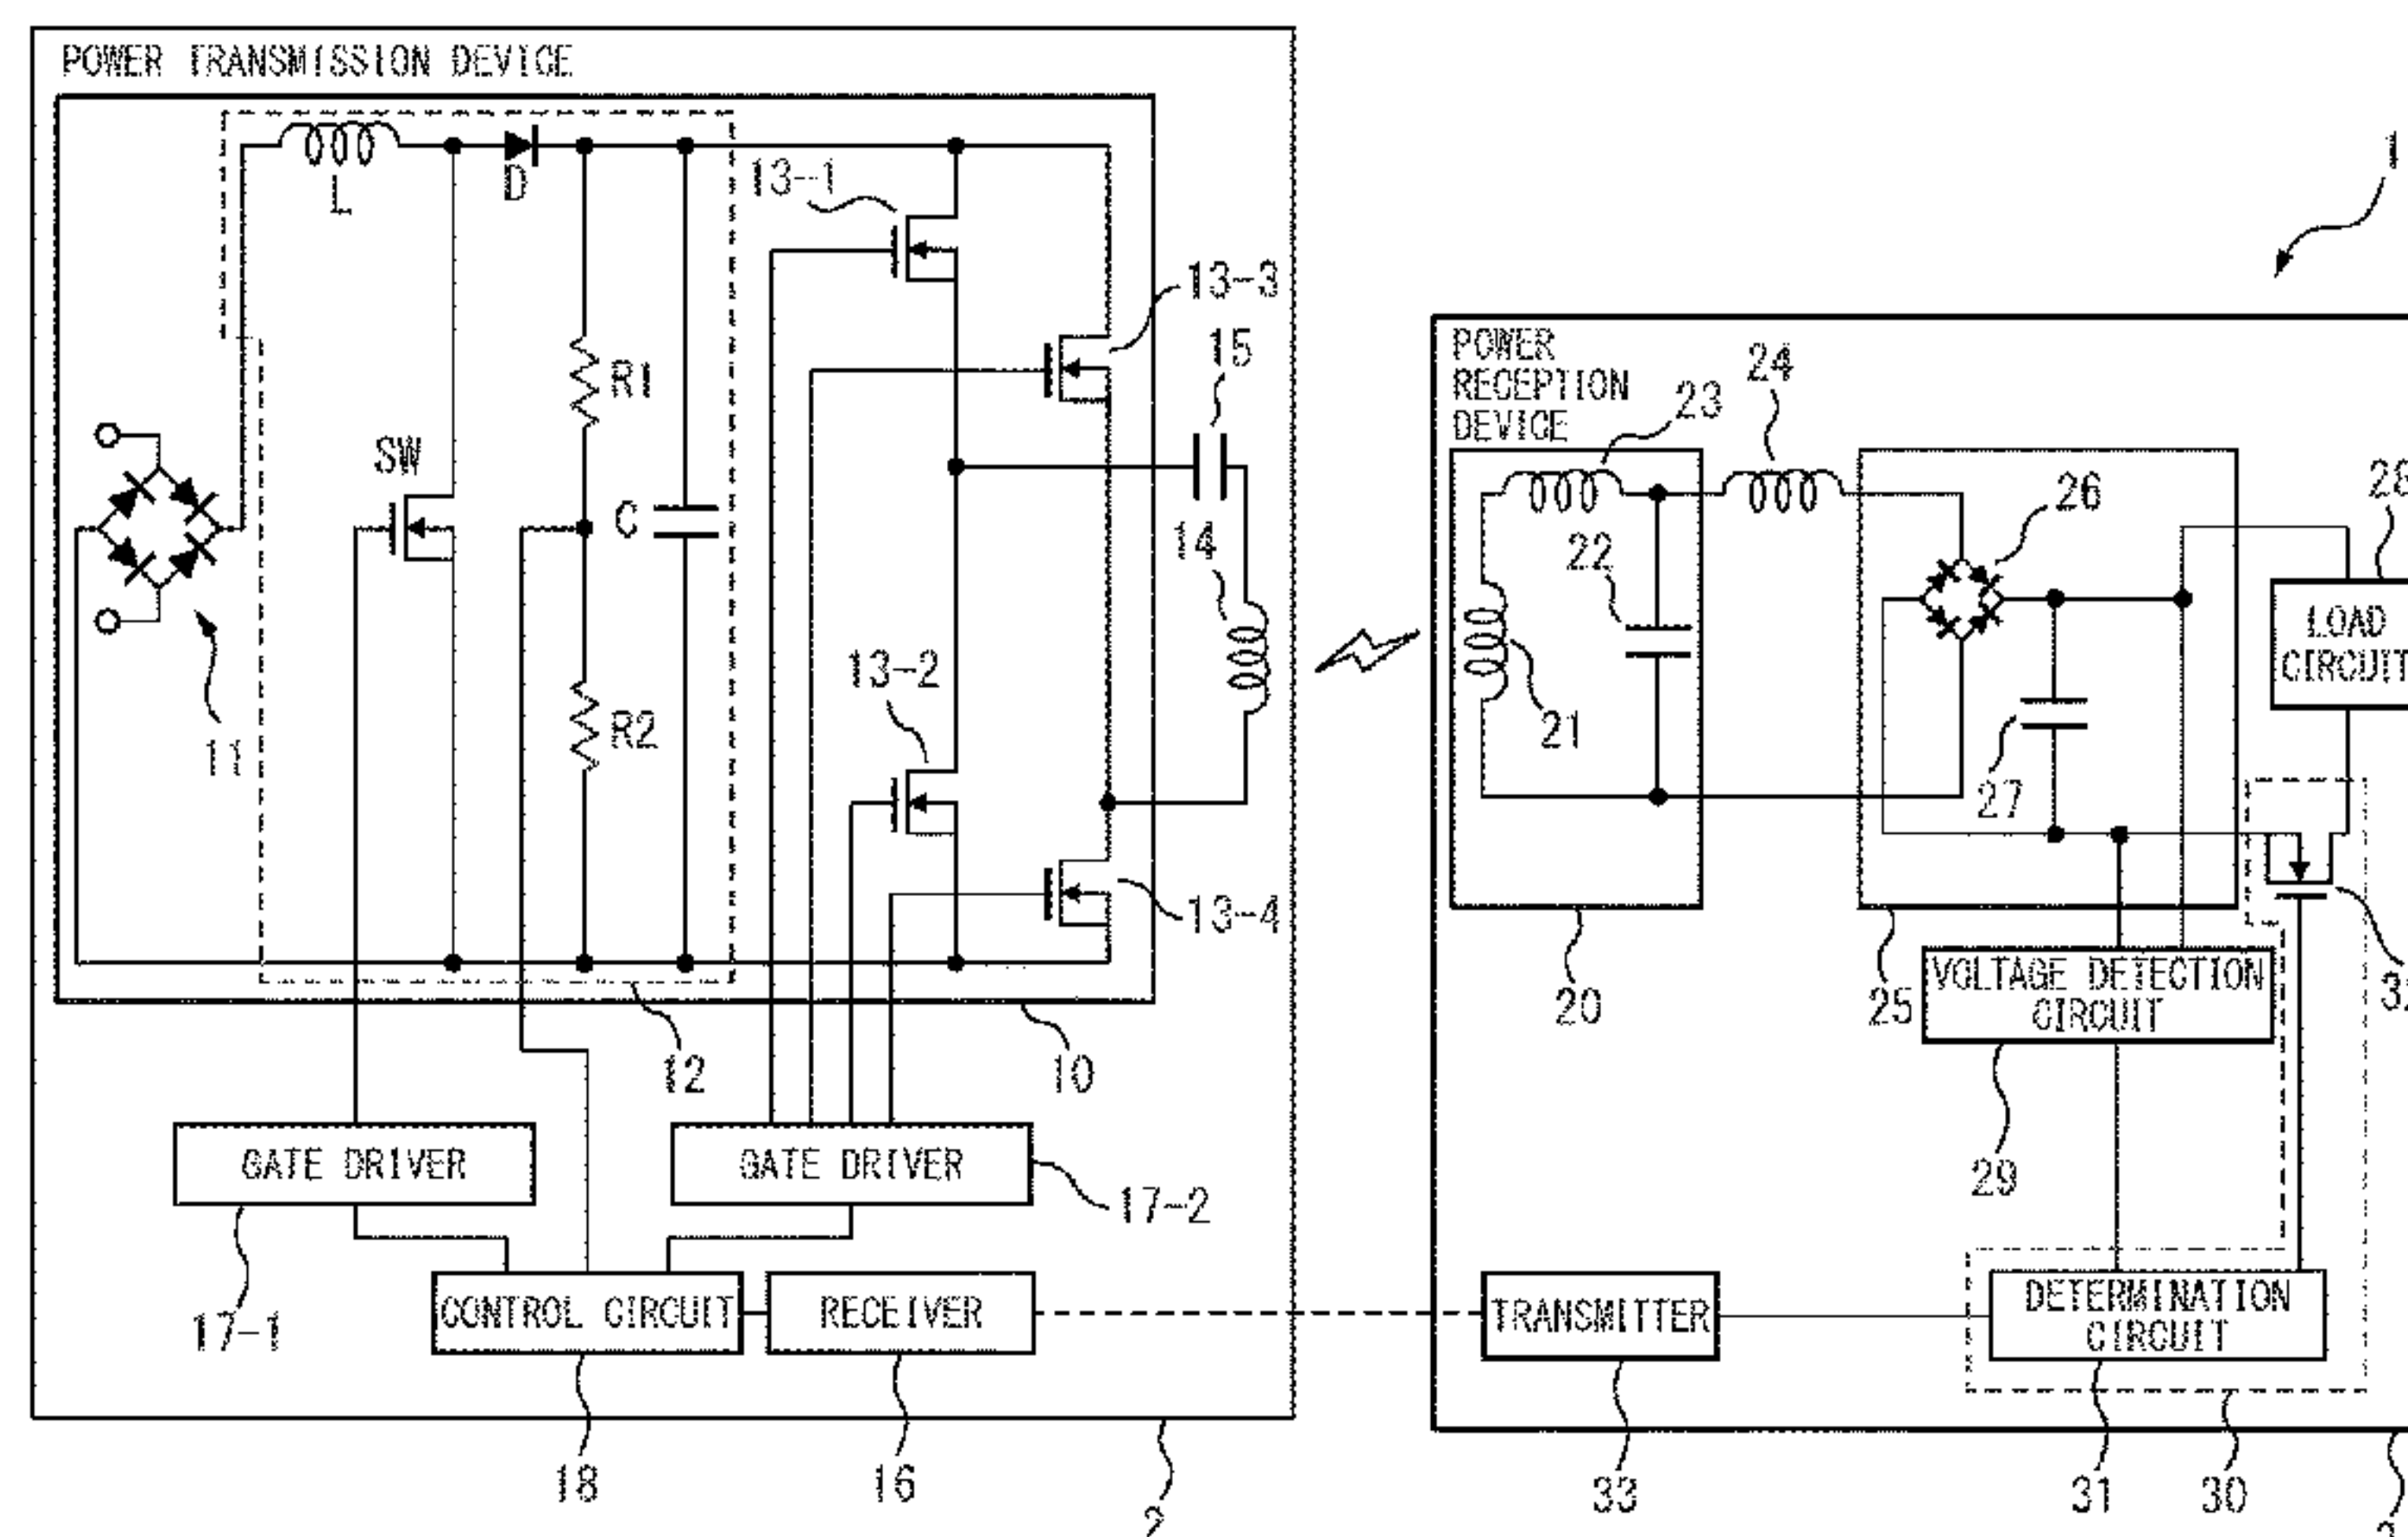 POWER TRANSMISSION DEVICE
L
D
13-1
1
13-3
R1
15
POWER
RECEPTION
DEVICE
24
23
SW
C
14
22
26
28
LOAD
CIRCUIT
13-2
R2
11
21
27
13-4
12
10
20
25
VOLTAGE DETECTION
CIRCUIT
GATE DRIVER
GATE DRIVER
29
17-2
17-1
CONTROL CIRCUIT
RECEIVER
TRANSMITTER
DETERMINATION
CIRCUIT
18
16
2
33
31
30